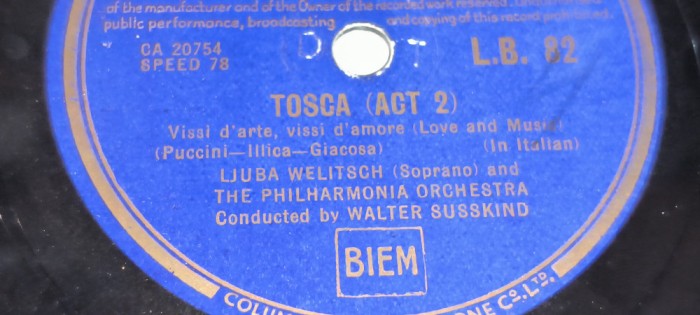 of the manufacturer and of the Owner of the recorded work reserved.
public performance, broadcasting and copying of this record prohibited.
CA 20754
SPEED 78
L.B. 82
TOSCA (ACT 2)
Vissi d'arte, vissi d'amore (Love and Music)
(Puccini—Illica—Giacosa) (In Italian)
LJUBA WELITSCH (Soprano) and
THE PHILHARMONIA ORCHESTRA
Conducted by WALTER SUSSKIND
BIEM
CO. LTD.